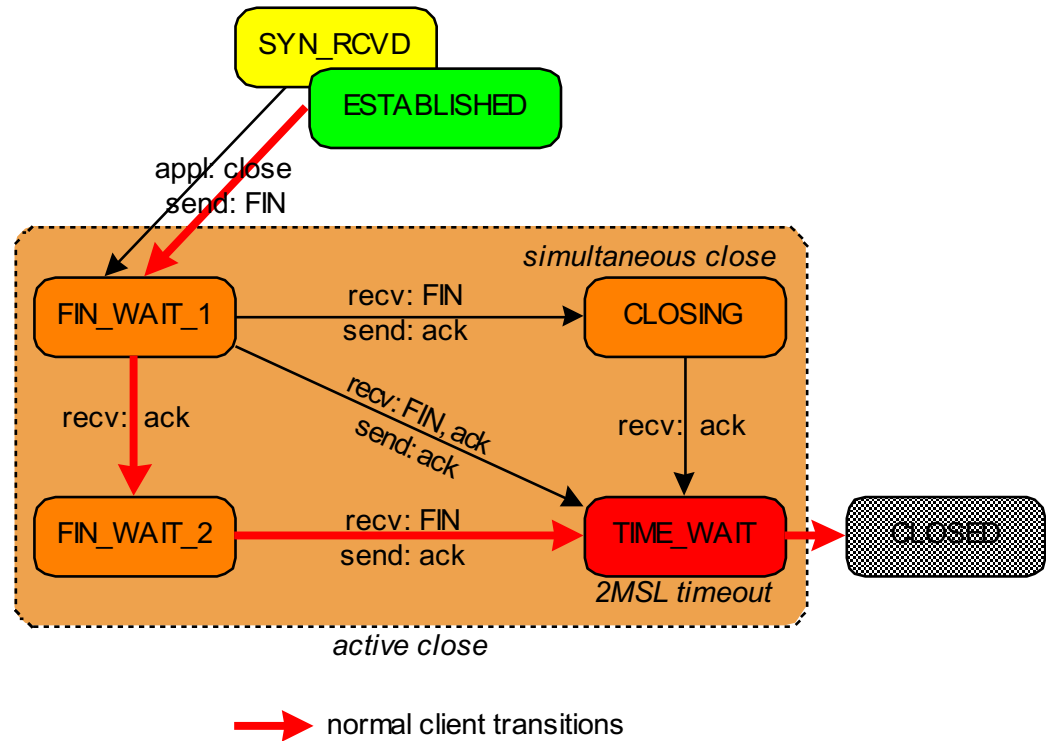 SYN_RCVD
ESTABLISHED
appl: close
send: FIN
simultaneous close
FIN_WAIT_1
recv: FIN
send: ack
CLOSING
recv: ack
recv: FIN, ack
send: ack
recv: ack
FIN_WAIT_2
recv: FIN
send: ack
TIME_WAIT
CLOSED
2MSL timeout
active close
normal client transitions